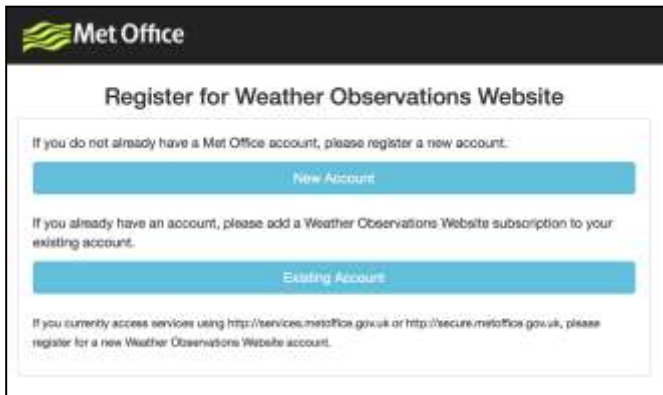 Met Office
Register for Weather Observations Website
If you do not already have a Met Office account, please register a new account.
New Account
If you already have an account, please add a Weather Observations Website subscription to your
existing account.
Existing Account
If you currently access services using http://services.metoffice.gov.uk or http://secure.metoffice.gov.uk, please
register for a new Weather Observations Website account.